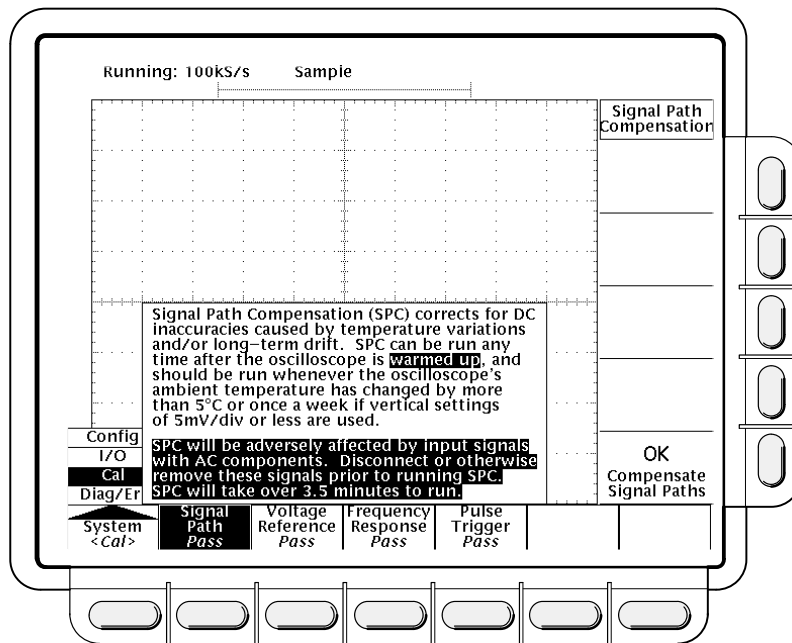 Running: 100kS/s Sample
Signal Path
Compensation
Signal Path Compensation (SPC) corrects for DC
inaccuracies caused by temperature variations
and/or long-term drift. SPC can be run any
time after the oscilloscope is warmed up, and
should be run whenever the oscilloscope's
ambient temperature has changed by more
than 5°C or once a week if vertical settings
of 5mV/div or less are used.
SPC will be adversely affected by input signals
with AC components. Disconnect or otherwise
remove these signals prior to running SPC.
SPC will take over 3.5 minutes to run.
Config
I/O
Cal
Diag/Er
OK
Compensate
Signal Paths
System
<Cal>
Signal
Path
Pass
Voltage
Reference
Pass
Frequency
Response
Pass
Pulse
Trigger
Pass